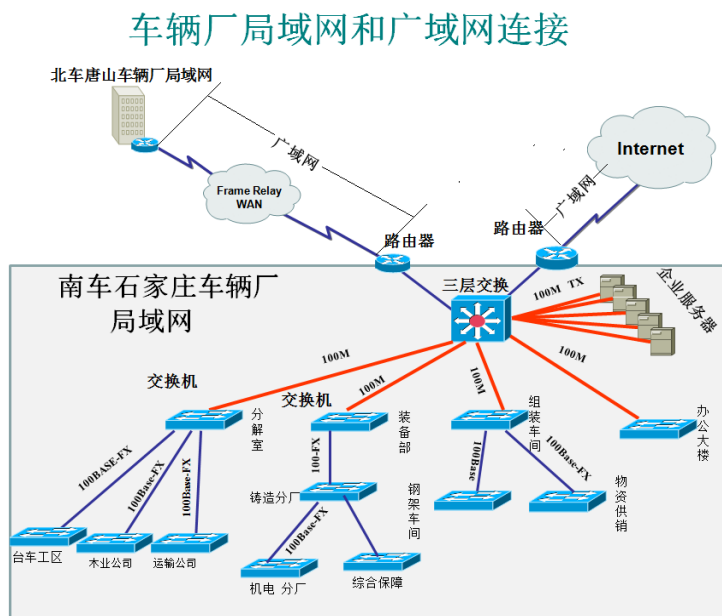 车辆厂局域网和广域网连接
北车唐山车辆厂局域网
广域网
Internet
广域网
Frame Relay
WAN
路由器
路由器
南车石家庄车辆厂
局域网
三层交换
100M TX
企业服务器
100M
100M
100M
100M
交换机
交换机
分解室
装备部
组装车间
办公大楼
100BASE-FX
100Base-FX
100Base-FX
100-FX
100Base
100Base-FX
铸造分厂
钢架车间
物资供销
100Base-FX
台车工区
木业公司
运输公司
机电 分厂
综合保障